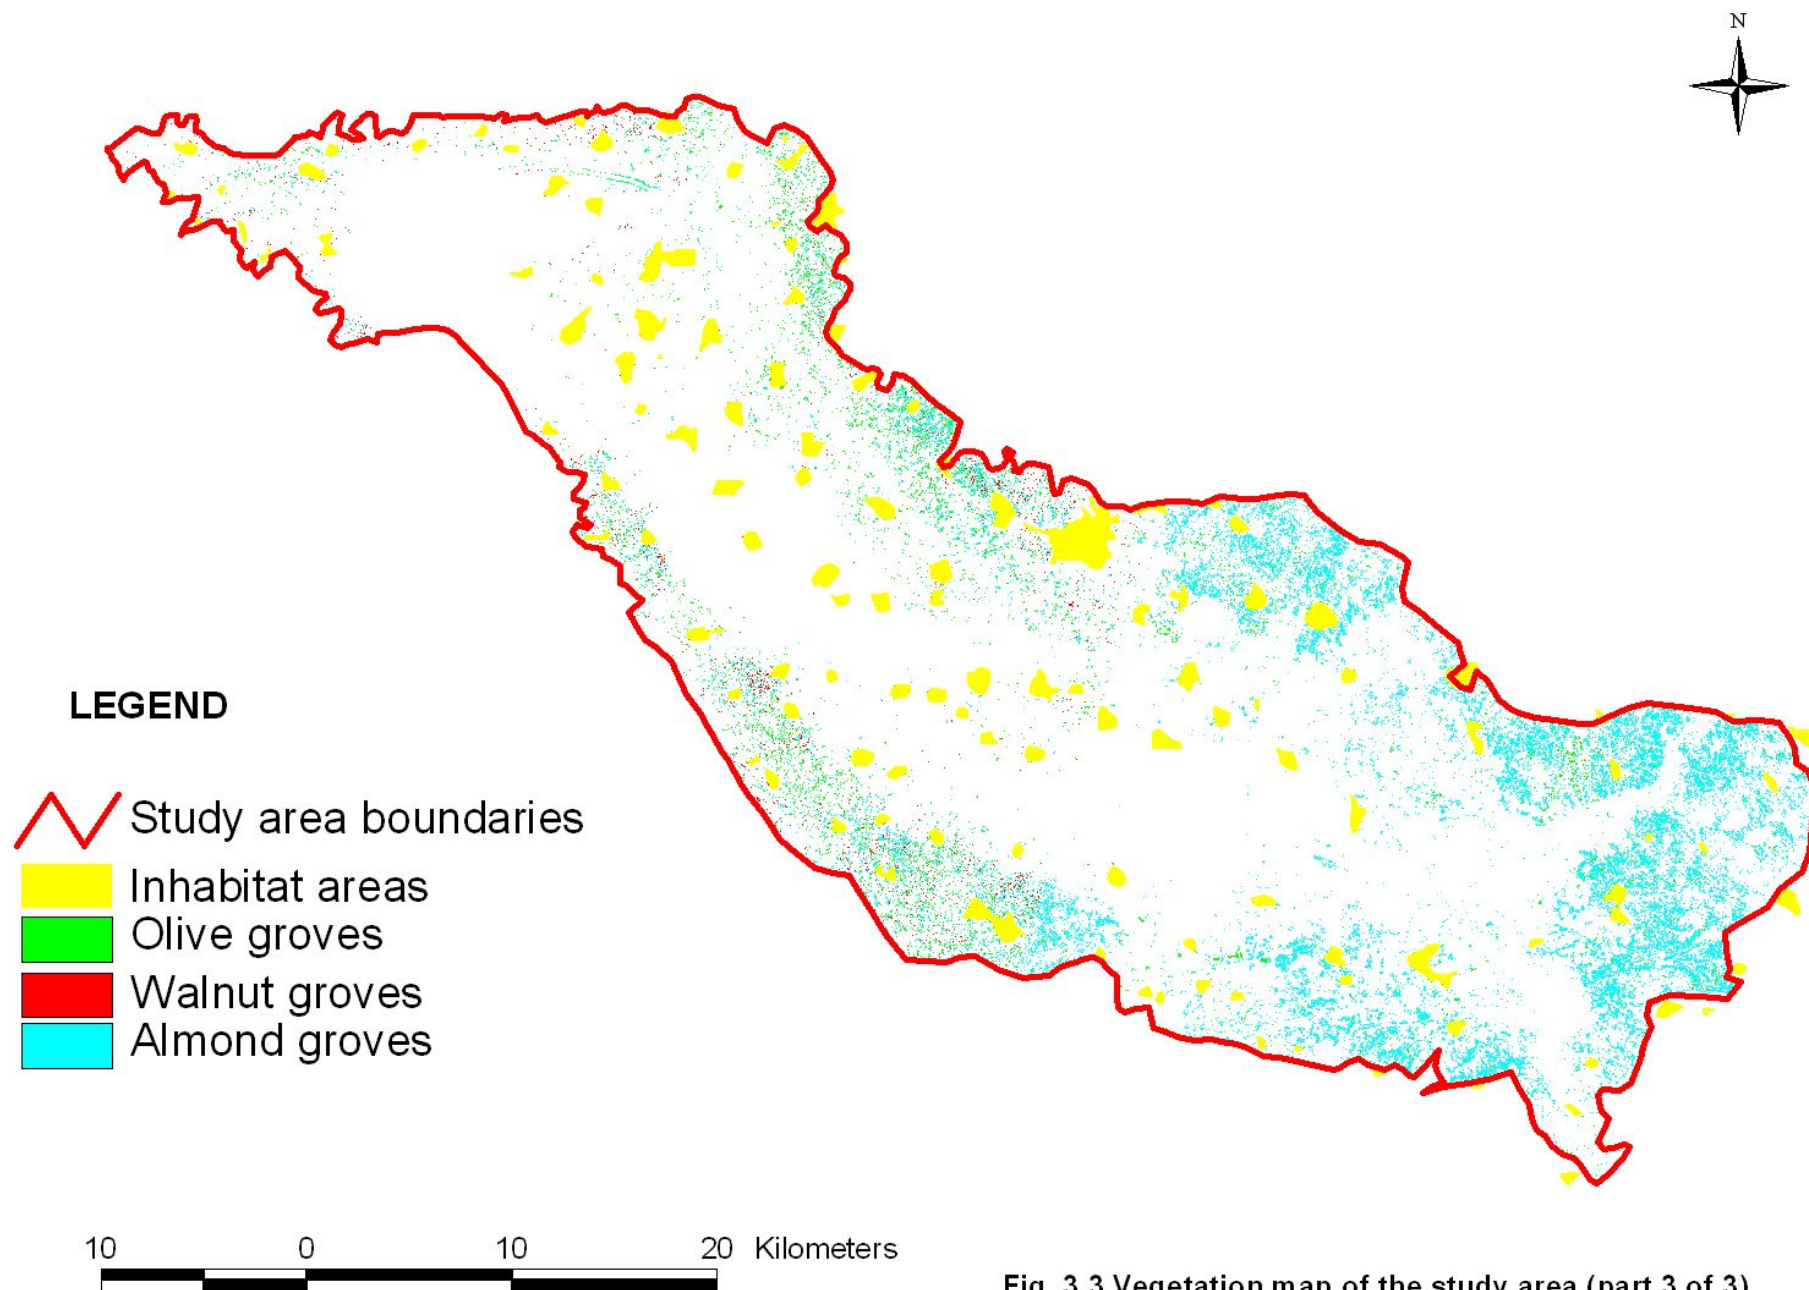 N
LEGEND
Study area boundaries
Inhabitat areas
Olive groves
Walnut groves
Almond groves
10 0 10 20 Kilometers
Fig. 3.3 Vegetation map of the study area (part 3 of 3)